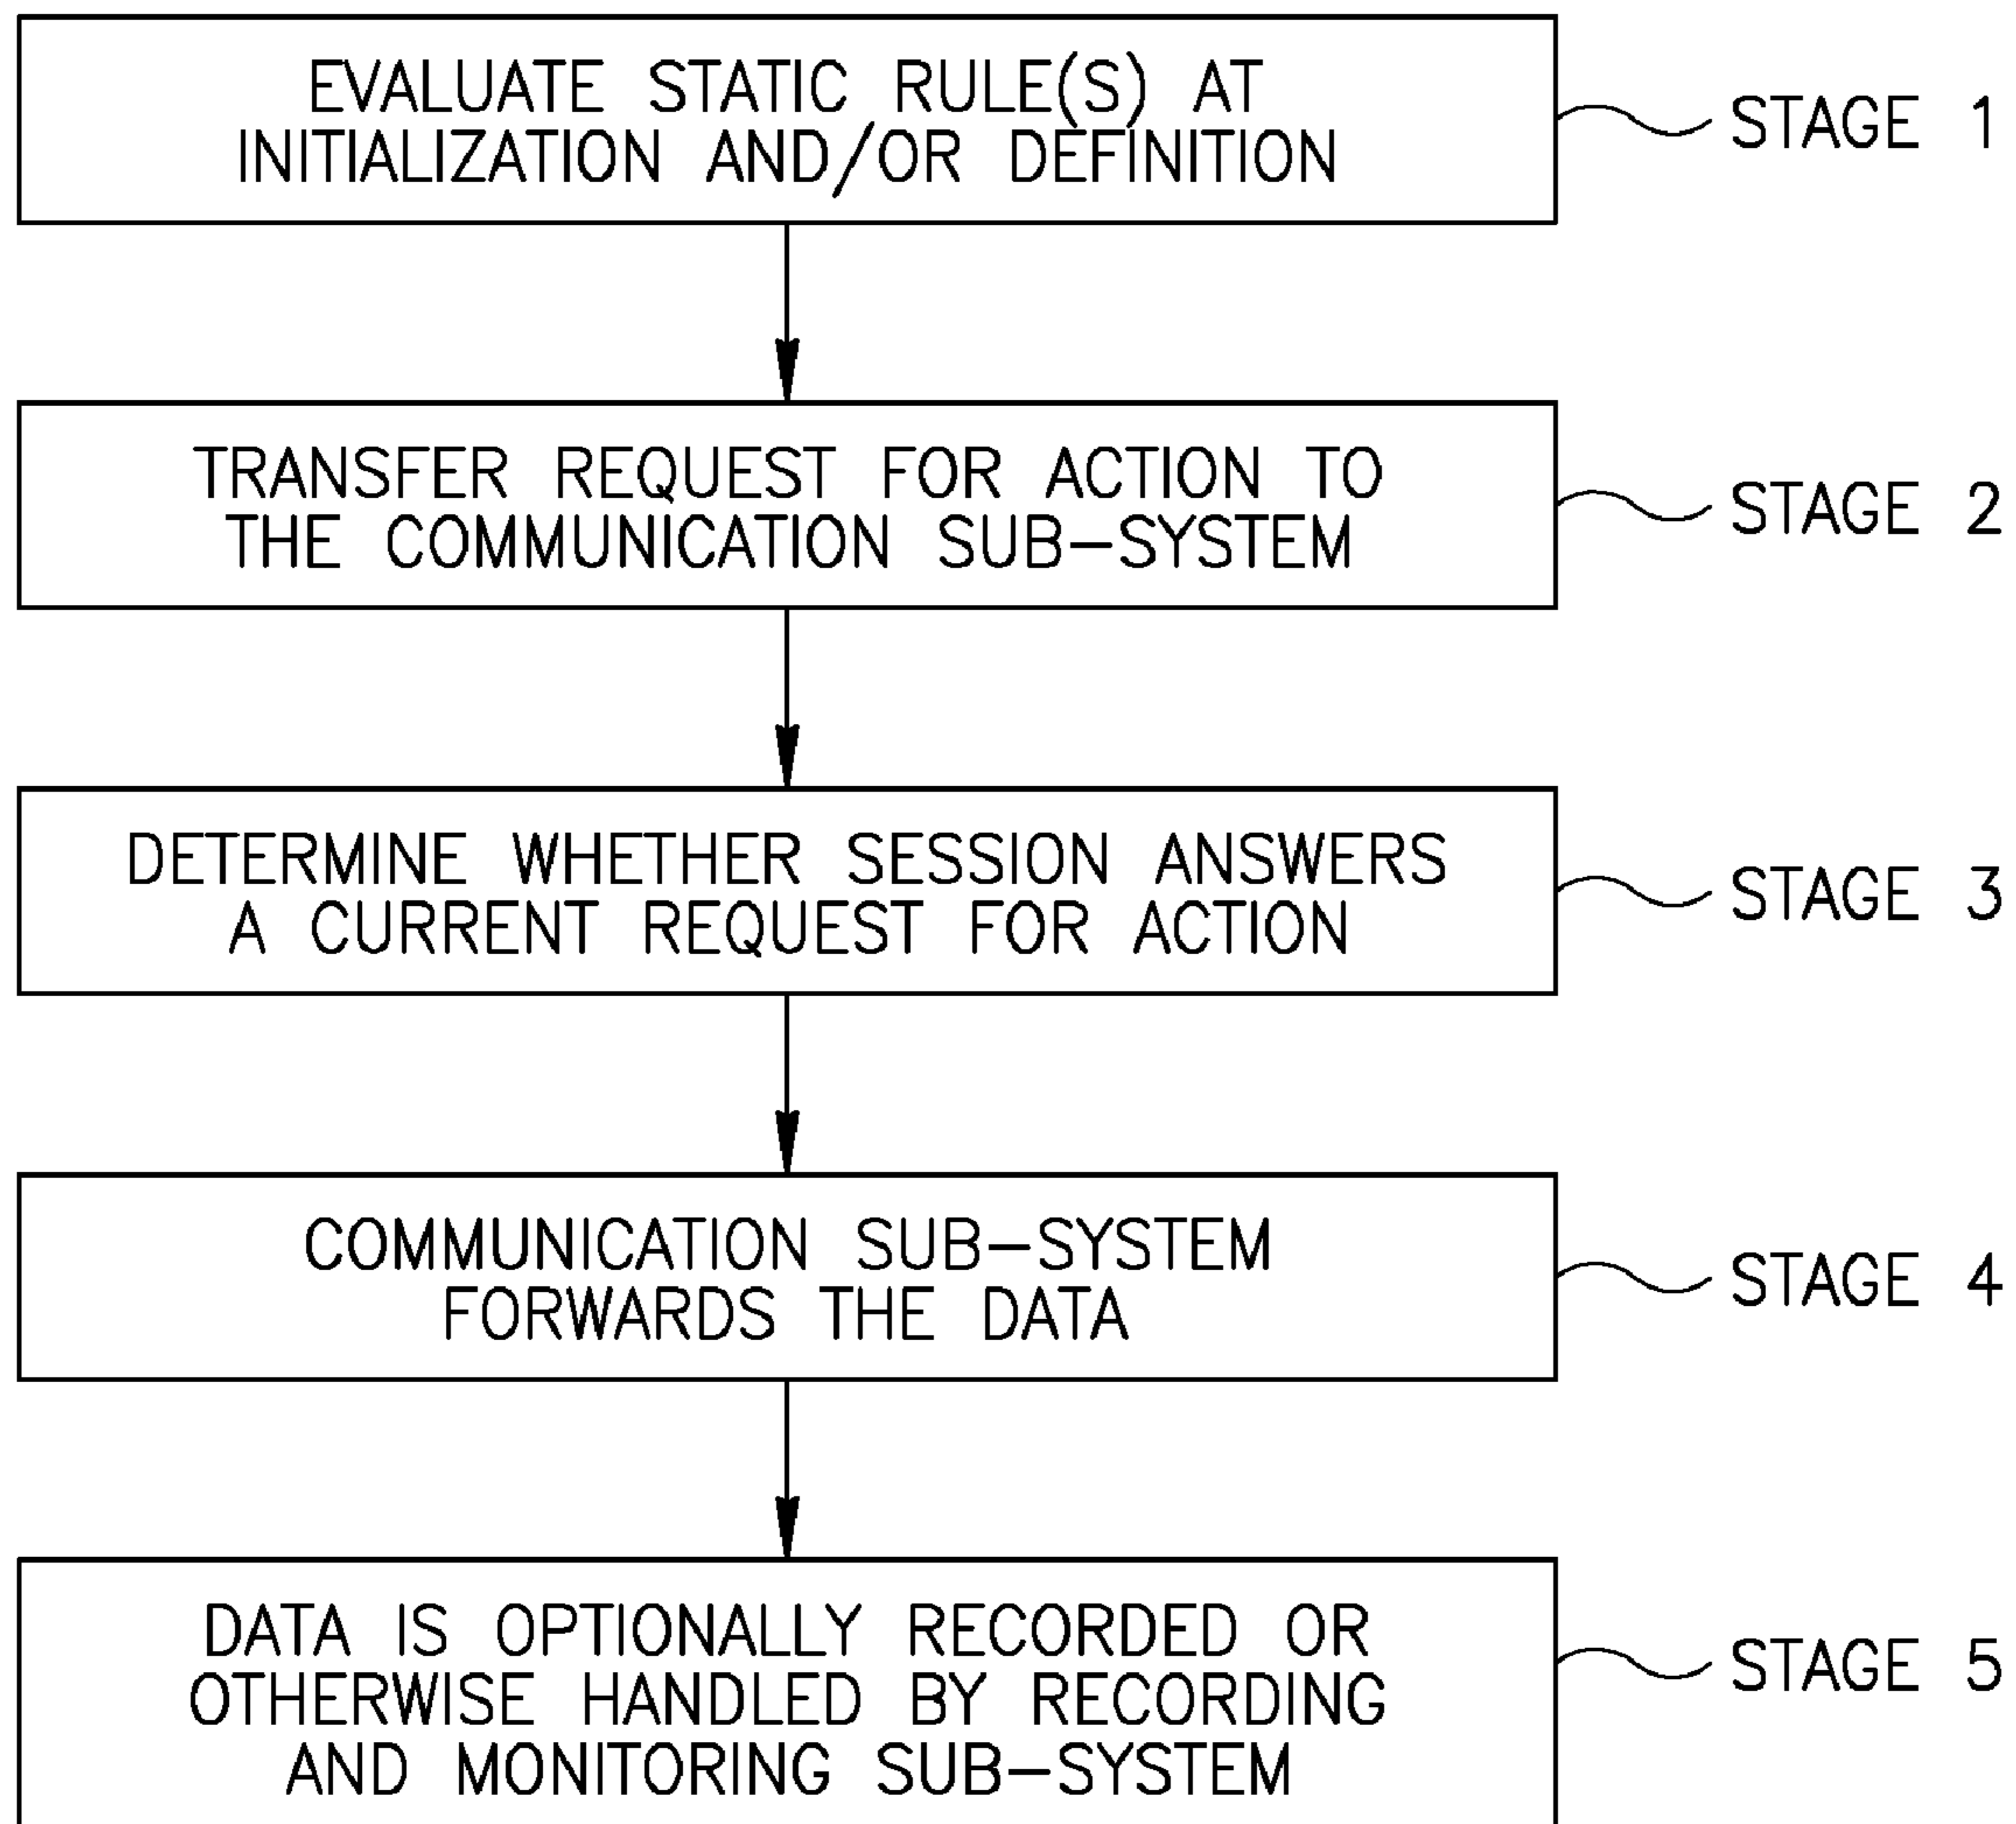 EVALUATE STATIC RULE(S) AT
INITIALIZATION AND/OR DEFINITION
STAGE 1
TRANSFER REQUEST FOR ACTION TO
THE COMMUNICATION SUB-SYSTEM
STAGE 2
DETERMINE WHETHER SESSION ANSWERS
A CURRENT REQUEST FOR ACTION
STAGE 3
COMMUNICATION SUB-SYSTEM
FORWARDS THE DATA
STAGE 4
DATA IS OPTIONALLY RECORDED OR
OTHERWISE HANDLED BY RECORDING
AND MONITORING SUB-SYSTEM
STAGE 5